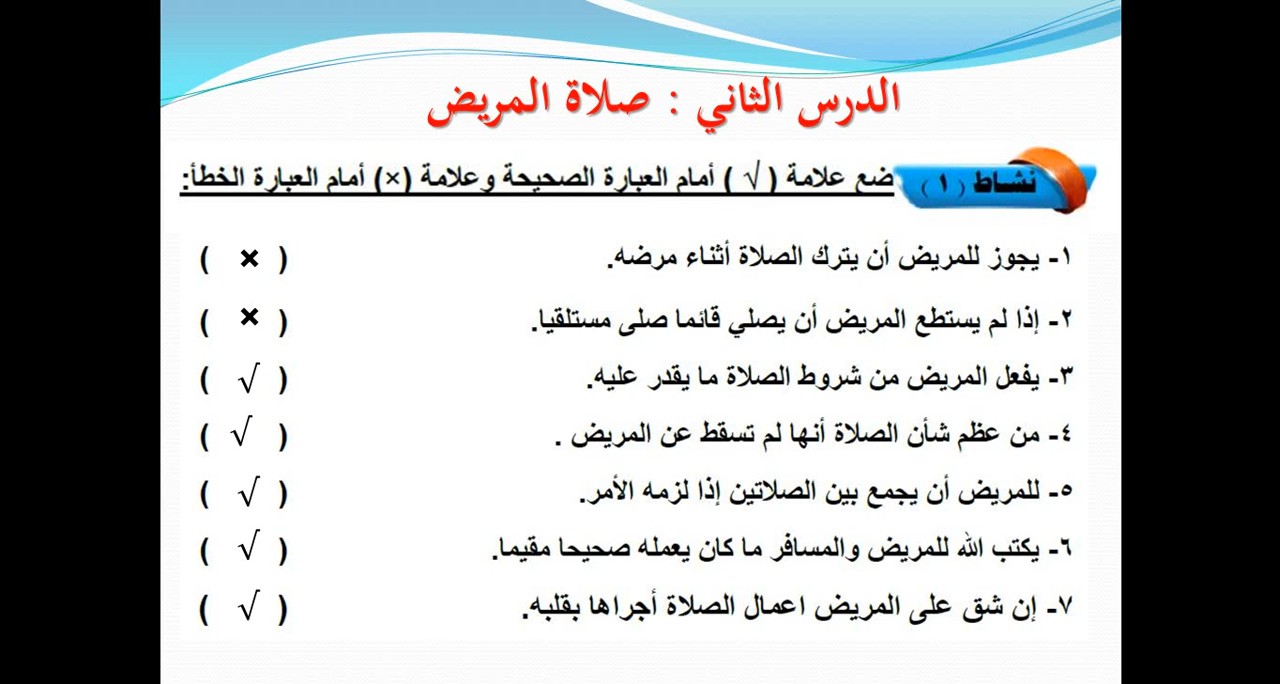 الدرس الثاني : صلاة المريض
نشاط ( ١ ) ضع علامة ( √ ) أمام العبارة الصحيحة وعلامة (×) أمام العبارة الخطأ:
١- يجوز للمريض أن يترك الصلاة أثناء مرضه. ( × )
٢- إذا لم يستطع المريض أن يصلي قائما صلى مستلقيا. ( × )
٣- يفعل المريض من شروط الصلاة ما يقدر عليه. ( √ )
٤- من عظم شأن الصلاة أنها لم تسقط عن المريض . ( √ )
٥- للمريض أن يجمع بين الصلاتين إذا لزمه الأمر. ( √ )
٦- يكتب الله للمريض والمسافر ما كان يعمله صحيحا مقيما. ( √ )
٧- إن شق على المريض اعمال الصلاة أجراها بقلبه. ( √ )